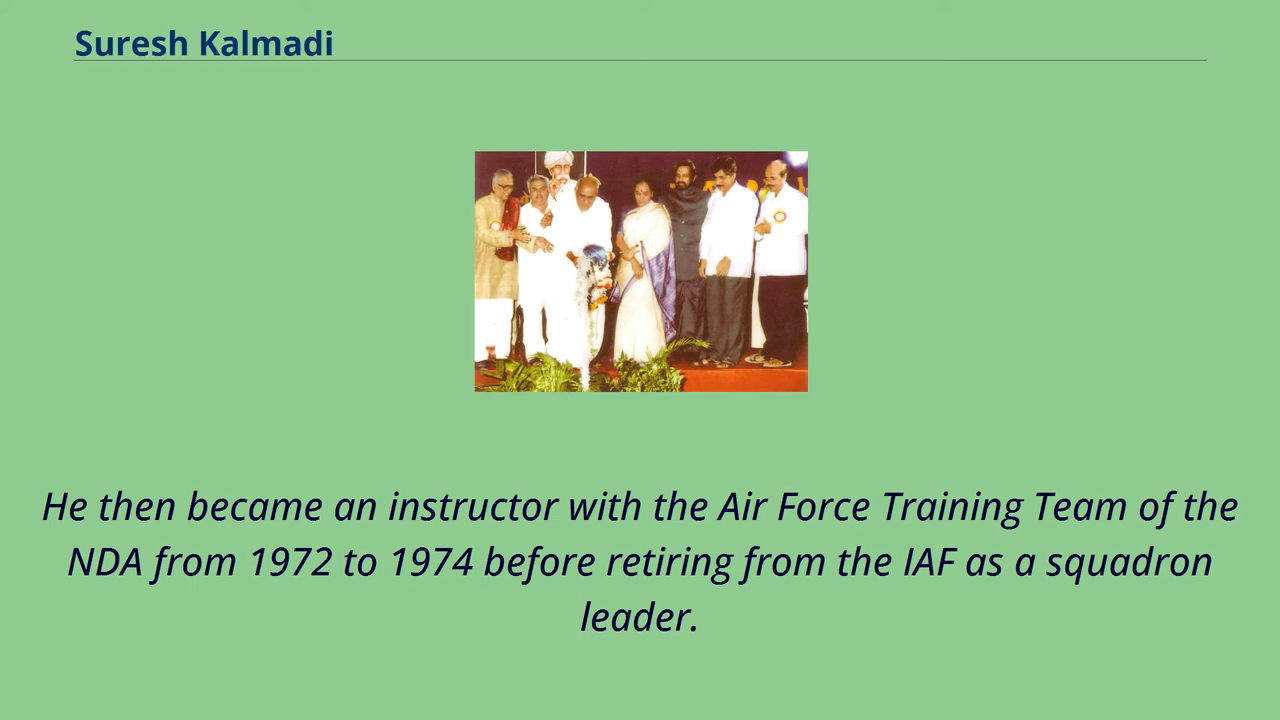 Suresh Kalmadi
He then became an instructor with the Air Force Training Team of the
NDA from 1972 to 1974 before retiring from the IAF as a squadron
leader.